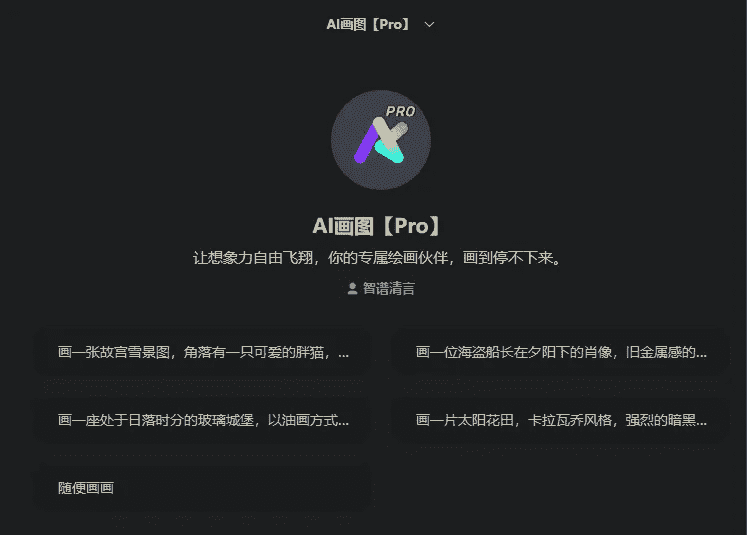 AI画图【Pro】
PRO
AI画图【Pro】
让想象力自由飞翔，你的专属绘画伙伴，画到停不下来。
智谱清言
画一张故宫雪景图，角落有一只可爱的胖猫，...
画一位海盗船长在夕阳下的肖像，旧金属感的...
画一座处于日落时分的玻璃城堡，以油画方式...
画一片太阳花田，卡拉瓦乔风格，强烈的暗黑...
随便画画